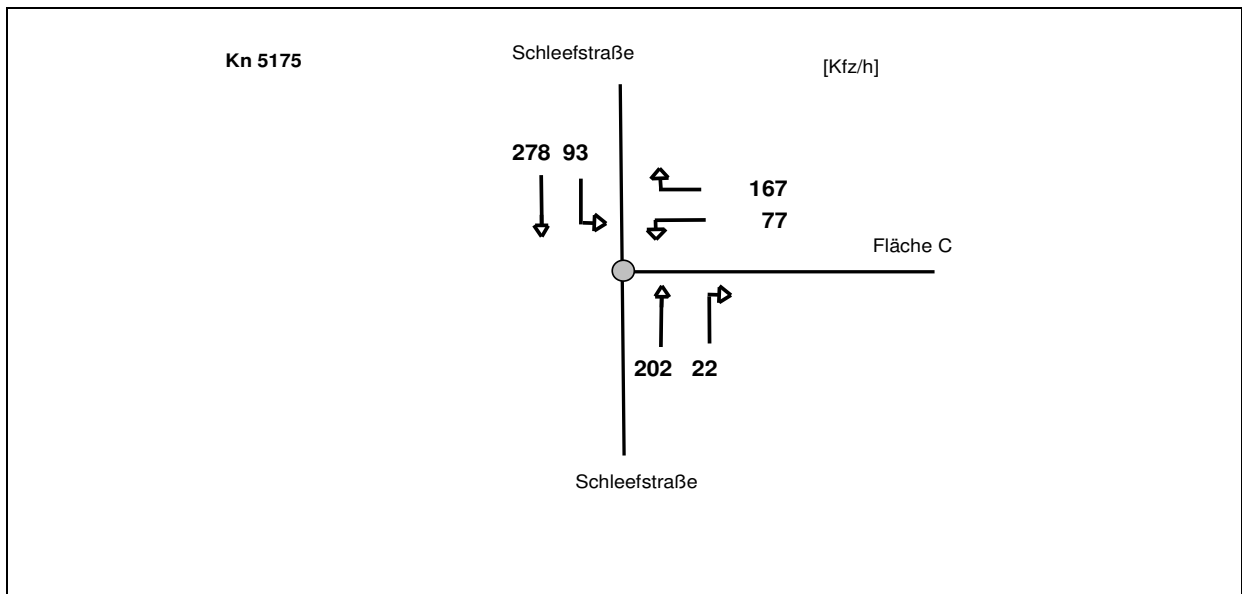 Schleefstraße
Kn 5175
[Kfz/h]
278 93
167
77
Fläche C
202 22
Schleefstraße